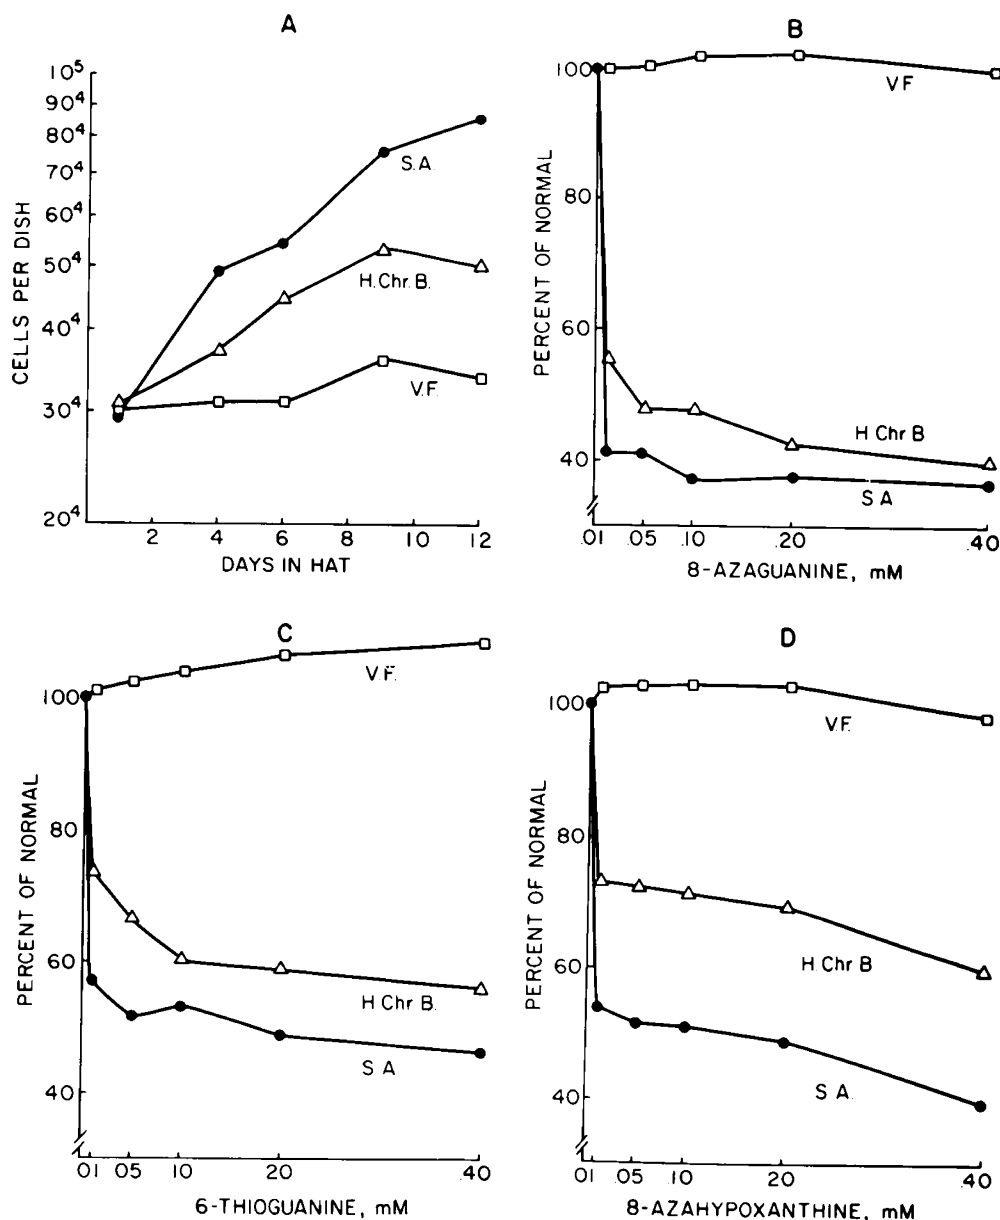 A
CELLS PER DISH
10⁵
90⁴
80⁴
70⁴
60⁴
50⁴
40⁴
30⁴
20⁴
S.A.
H.Chr.B.
V.F.
2 4 6 8 10 12
DAYS IN HAT
B
PERCENT OF NORMAL
100
80
60
40
V.F.
H Chr B
S A
.01 .05 .10 .20 .40
8-AZAGUANINE, mM
C
PERCENT OF NORMAL
100
80
60
40
V.F.
H Chr B.
S A
.01 .05 .10 .20 .40
6-THIOGUANINE, mM
D
PERCENT OF NORMAL
100
80
60
40
V.F.
H Chr B
S A.
.01 .05 .10 .20 .40
8-AZAHYPOXANTHINE, mM